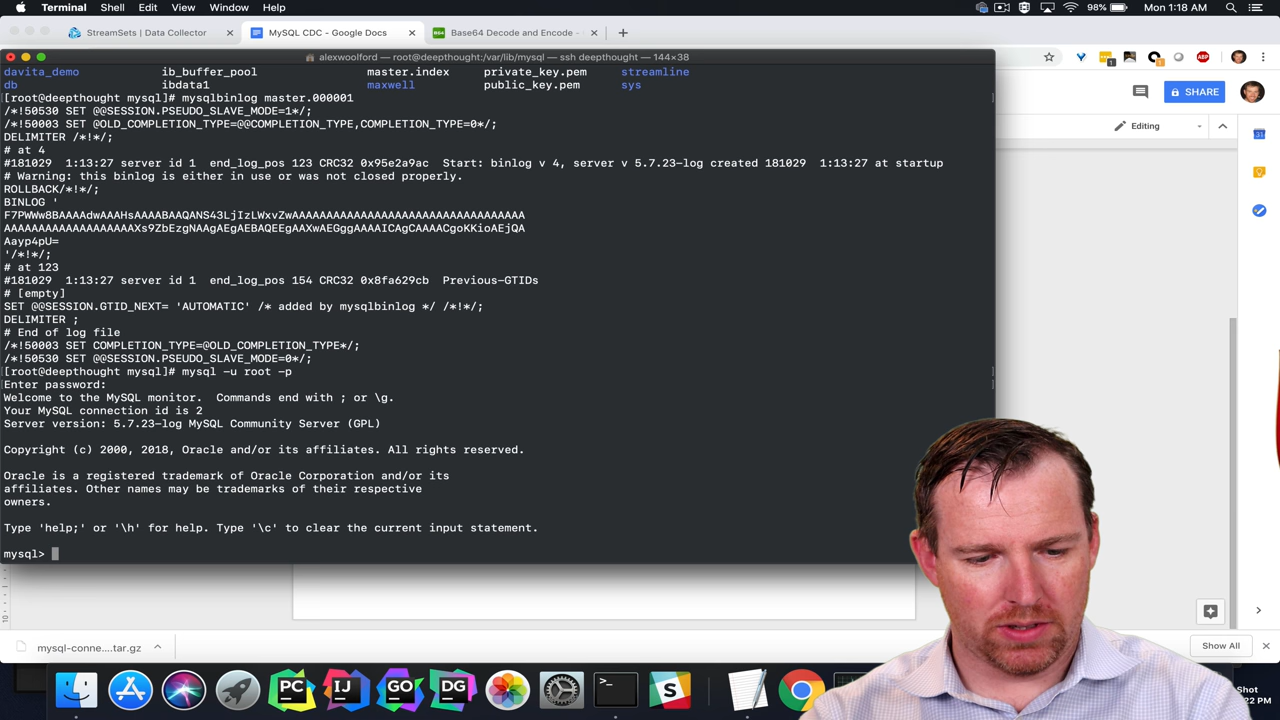 Terminal Shell Edit View Window Help 98% Mon 1:18 AM
StreamSets | Data Collector × MySQL CDC - Google Docs × Base64 Decode and Encode - × +
alexwoolford — root@deepthought:/var/lib/mysql — ssh deepthought — 144×38
davita_demo ib_buffer_pool master.index private_key.pem streamline
db ibdata1 maxwell public_key.pem sys
[root@deepthought mysql]# mysqlbinlog master.000001
/*!50530 SET @@SESSION.PSEUDO_SLAVE_MODE=1*/;
/*!50003 SET @OLD_COMPLETION_TYPE=@@COMPLETION_TYPE,COMPLETION_TYPE=0*/;
DELIMITER /*!*/;
# at 4
#181029 1:13:27 server id 1 end_log_pos 123 CRC32 0x95e2a9ac Start: binlog v 4, server v 5.7.23-log created 181029 1:13:27 at startup
# Warning: this binlog is either in use or was not closed properly.
ROLLBACK/*!*/;
BINLOG '
F7PWWw8BAAAAdwAAAHsAAAABAAQANS43LjIzLWxvZwAAAAAAAAAAAAAAAAAAAAAAAAAAAAAAAAAA
AAAAAAAAAAAAAAAAAAAXs9ZbEzgNAAgAEgAEBAQEEgAAXwAEGggAAAAICAgCAAAACgoKKioAEjQA
Aayp4pU=
'/*!*/;
# at 123
#181029 1:13:27 server id 1 end_log_pos 154 CRC32 0x8fa629cb Previous-GTIDs
# [empty]
SET @@SESSION.GTID_NEXT= 'AUTOMATIC' /* added by mysqlbinlog */ /*!*/;
DELIMITER ;
# End of log file
/*!50003 SET COMPLETION_TYPE=@OLD_COMPLETION_TYPE*/;
/*!50530 SET @@SESSION.PSEUDO_SLAVE_MODE=0*/;
[root@deepthought mysql]# mysql -u root -p
Enter password:
Welcome to the MySQL monitor. Commands end with ; or \g.
Your MySQL connection id is 2
Server version: 5.7.23-log MySQL Community Server (GPL)
Copyright (c) 2000, 2018, Oracle and/or its affiliates. All rights reserved.
Oracle is a registered trademark of Oracle Corporation and/or its
affiliates. Other names may be trademarks of their respective
owners.
Type 'help;' or '\h' for help. Type '\c' to clear the current input statement.
mysql>
SHARE
Editing
mysql-conne....tar.gz
Show All
PC IJ GO DG
Shot
22 PM